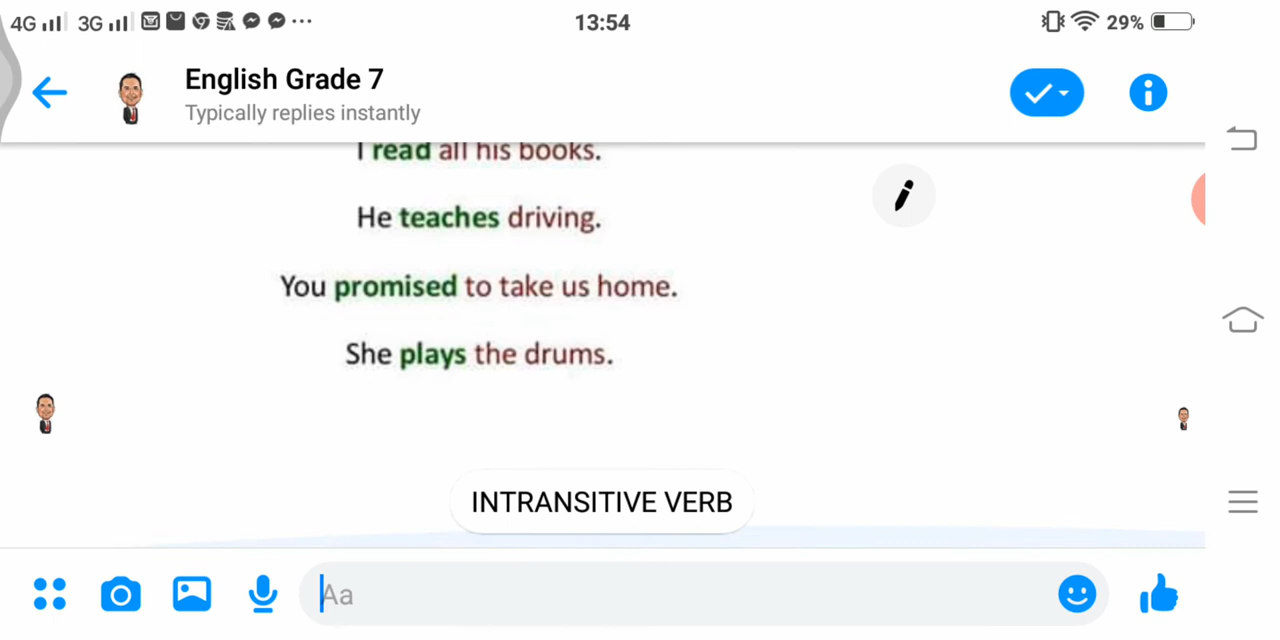 4G 3G 13:54 29%
English Grade 7
Typically replies instantly
I read all his books.
He teaches driving.
You promised to take us home.
She plays the drums.
INTRANSITIVE VERB
Aa